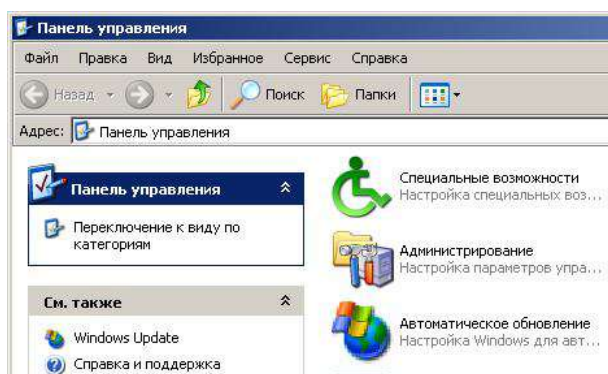 Панель управления
Файл Правка Вид Избранное Сервис Справка
Назад Поиск Папки
Адрес: Панель управления
Панель управления
Переключение к виду по
категориям
См. также
Windows Update
Справка и поддержка
Специальные возможности
Настройка специальных воз...
Администрирование
Настройка параметров упра...
Автоматическое обновление
Настройка Windows для авт...